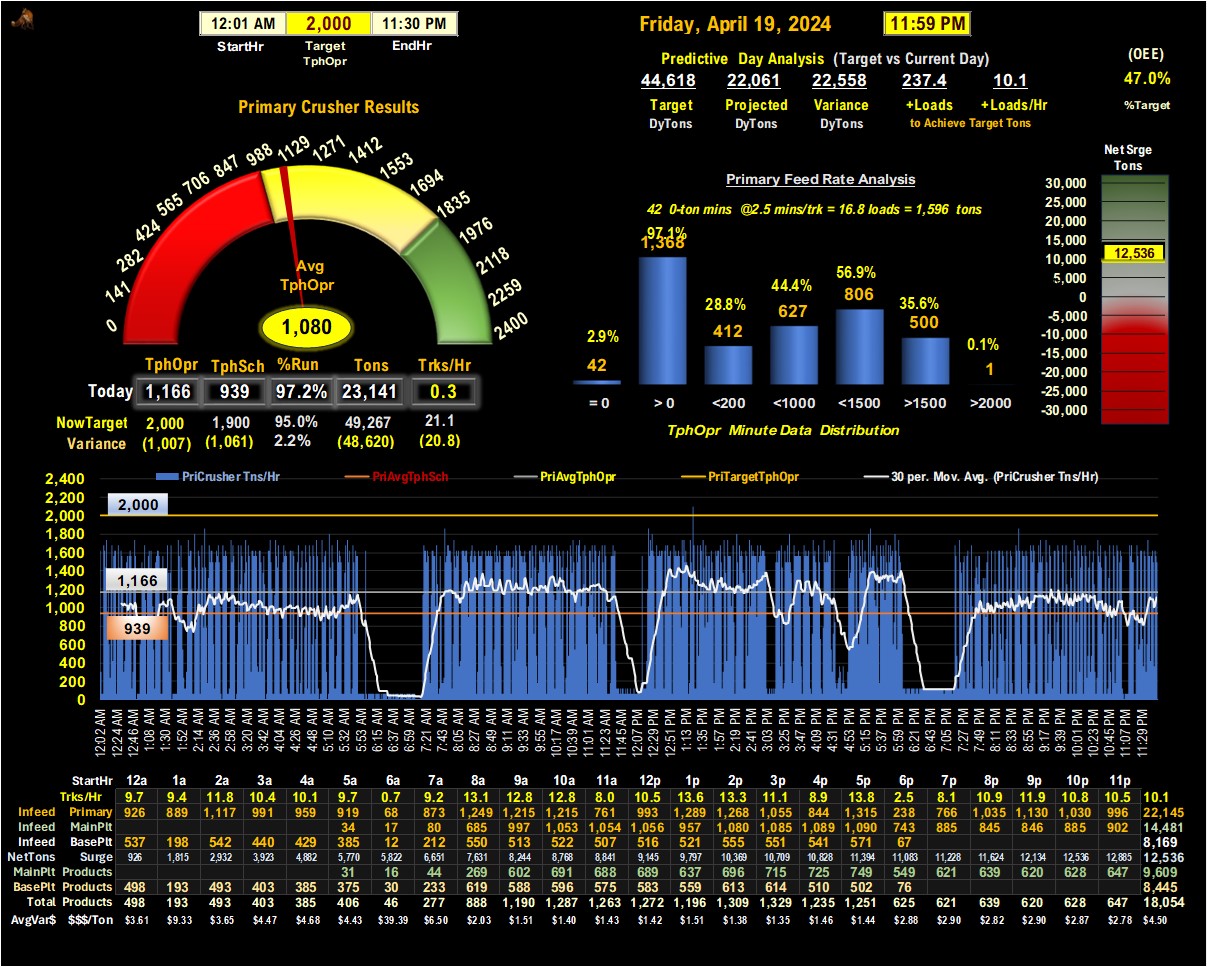 12:01 AM 2,000 11:30 PM
StartHr Target TphOpr EndHr
Friday, April 19, 2024 11:59 PM
Predictive Day Analysis (Target vs Current Day)
44,618 22,061 22,558 237.4 10.1
Target Projected Variance +Loads +Loads/Hr
DyTons DyTons DyTons to Achieve Target Tons
(OEE)
47.0%
%Target
Primary Crusher Results
0 141 282 424 565 706 847 988 1129 1271 1412 1553 1694 1835 1976 2118 2259 2400
Avg
TphOpr
1,080
TphOpr TphSch %Run Tons Trks/Hr
Today 1,166 939 97.2% 23,141 0.3
NowTarget 2,000 1,900 95.0% 49,267 21.1
Variance (1,007) (1,061) 2.2% (48,620) (20.8)
Primary Feed Rate Analysis
42 0-ton mins @2.5 mins/trk = 16.8 loads = 1,596 tons
2.9% 97.1% 28.8% 44.4% 56.9% 35.6% 0.1%
42 1,368 412 627 806 500 1
= 0 > 0 <200 <1000 <1500 >1500 >2000
TphOpr Minute Data Distribution
Net Srge
Tons
30,000
25,000
20,000
15,000
12,536
10,000
5,000
0
-5,000
-10,000
-15,000
-20,000
-25,000
-30,000
PriCrusher Tns/Hr PriAvgTphSch PriAvgTphOpr PriTargetTphOpr 30 per. Mov. Avg. (PriCrusher Tns/Hr)
2,400
2,200
2,000
1,800
1,600
1,400
1,200
1,000
800
600
400
200
0
2,000
1,166
939
12:02 AM 12:24 AM 12:46 AM 1:08 AM 1:30 AM 1:52 AM 2:14 AM 2:36 AM 2:58 AM 3:20 AM 3:42 AM 4:04 AM 4:26 AM 4:48 AM 5:10 AM 5:32 AM 5:53 AM 6:15 AM 6:37 AM 6:59 AM 7:21 AM 7:43 AM 8:05 AM 8:27 AM 8:49 AM 9:11 AM 9:33 AM 9:55 AM 10:17 AM 10:39 AM 11:01 AM 11:23 AM 11:45 AM 12:07 PM 12:29 PM 12:51 PM 1:13 PM 1:35 PM 1:57 PM 2:19 PM 2:41 PM 3:03 PM 3:25 PM 3:47 PM 4:09 PM 4:31 PM 4:53 PM 5:15 PM 5:37 PM 5:59 PM 6:21 PM 6:43 PM 7:05 PM 7:27 PM 7:49 PM 8:11 PM 8:33 PM 8:55 PM 9:17 PM 9:39 PM 10:01 PM 10:23 PM 10:45 PM 11:07 PM 11:29 PM
StartHr 12a 1a 2a 3a 4a 5a 6a 7a 8a 9a 10a 11a 12p 1p 2p 3p 4p 5p 6p 7p 8p 9p 10p 11p
Trks/Hr 9.7 9.4 11.8 10.4 10.1 9.7 0.7 9.2 13.1 12.8 12.8 8.0 10.5 13.6 13.3 11.1 8.9 13.8 2.5 8.1 10.9 11.9 10.8 10.5 10.1
Infeed Primary 926 889 1,117 991 959 919 68 873 1,249 1,215 1,215 761 993 1,289 1,268 1,055 844 1,315 238 766 1,035 1,130 1,030 996 22,145
Infeed MainPlt 34 17 80 685 997 1,053 1,054 1,056 957 1,080 1,085 1,089 1,090 743 885 845 846 885 902 14,481
Infeed BasePlt 537 198 542 440 429 385 12 212 550 513 522 507 516 521 555 551 541 571 67 8,169
NetTons Surge 926 1,815 2,932 3,923 4,882 5,770 5,822 6,651 7,631 8,244 8,768 8,841 9,145 9,797 10,369 10,709 10,828 11,394 11,083 11,228 11,624 12,134 12,536 12,885 12,536
MainPlt Products 31 16 44 269 602 691 688 689 637 696 715 725 749 549 621 639 620 628 647 9,609
BasePlt Products 498 193 493 403 385 375 30 233 619 588 596 575 583 559 613 614 510 502 76 8,445
Total Products 498 193 493 403 385 406 46 277 888 1,190 1,287 1,263 1,272 1,196 1,309 1,329 1,235 1,251 625 621 639 620 628 647 18,054
AvgVar$ $$$/Ton $3.61 $9.33 $3.65 $4.47 $4.68 $4.43 $39.39 $6.50 $2.03 $1.51 $1.40 $1.43 $1.42 $1.51 $1.38 $1.35 $1.46 $1.44 $2.88 $2.90 $2.82 $2.90 $2.87 $2.78 $4.50